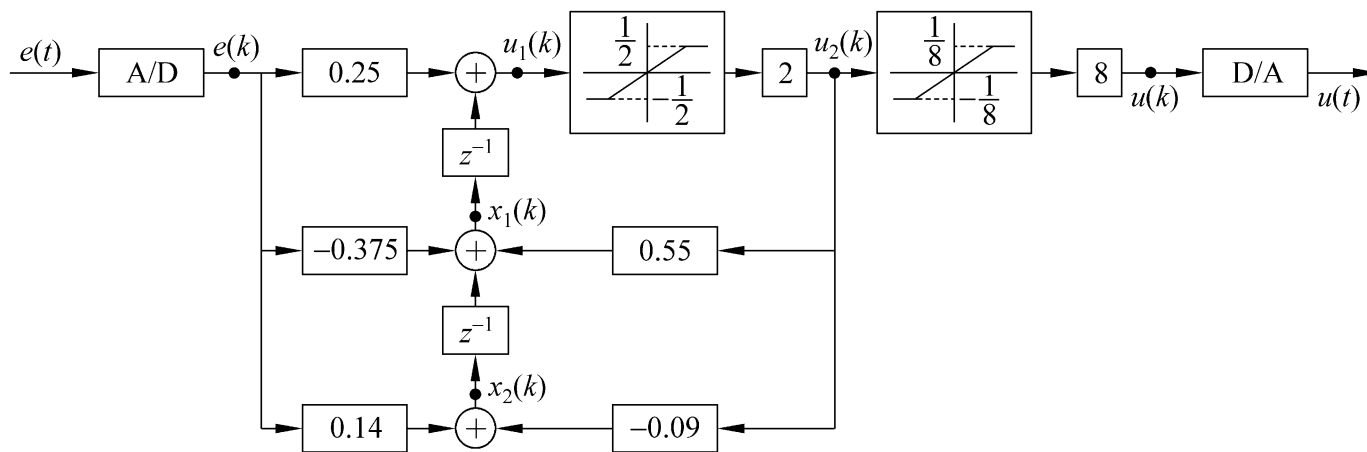 e(t)
A/D
e(k)
0.25
+
u₁(k)
1/2
-1/2
2
u₂(k)
1/8
-1/8
8
u(k)
D/A
u(t)
z⁻¹
x₁(k)
−0.375
+
0.55
z⁻¹
x₂(k)
0.14
+
−0.09